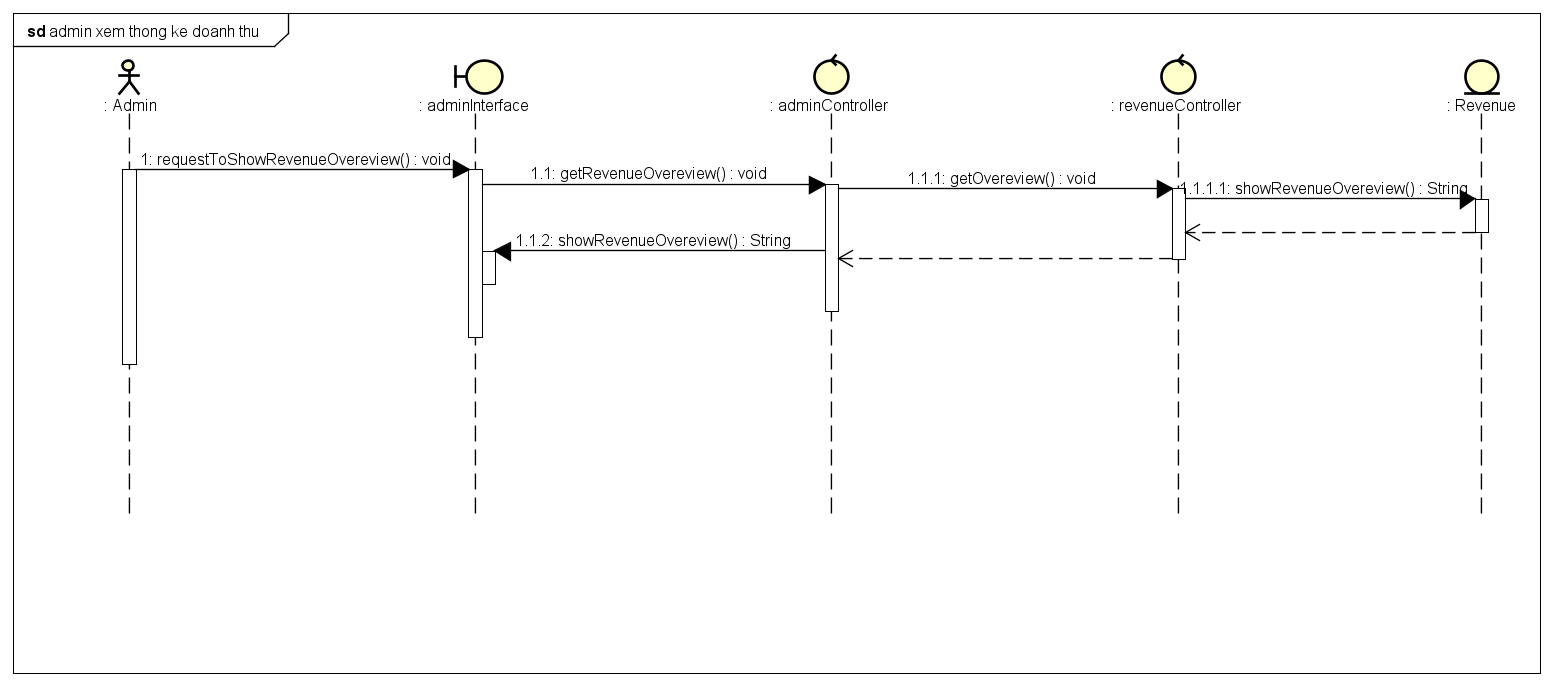 sd admin xem thong ke doanh thu
: Admin
: adminInterface
: adminController
: revenueController
: Revenue
1: requestToShowRevenueOvereview() : void
1.1: getRevenueOvereview() : void
1.1.1: getOvereview() : void
1.1.1.1: showRevenueOvereview() : String
1.1.2: showRevenueOvereview() : String